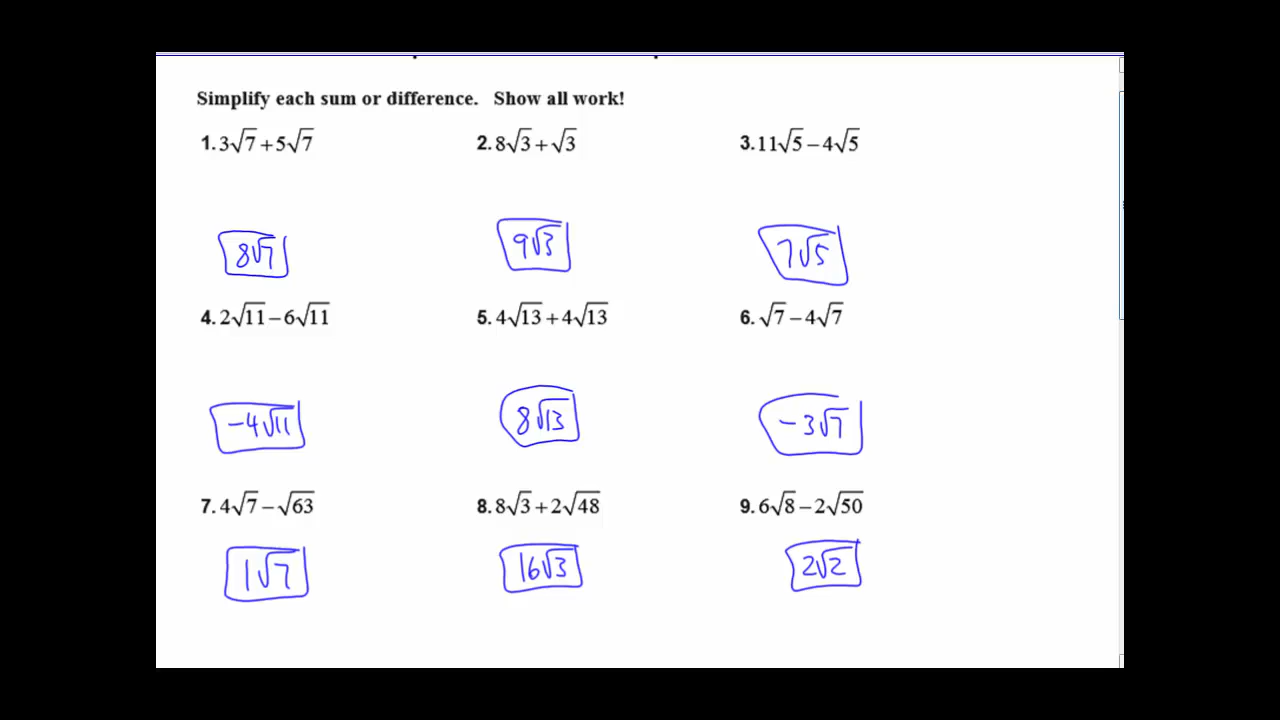 Simplify each sum or difference. Show all work!
1. 3√7 + 5√7 2. 8√3 + √3 3. 11√5 − 4√5
8√7 9√3 7√5
4. 2√11 − 6√11 5. 4√13 + 4√13 6. √7 − 4√7
−4√11 8√13 −3√7
7. 4√7 − √63 8. 8√3 + 2√48 9. 6√8 − 2√50
1√7 16√3 2√2